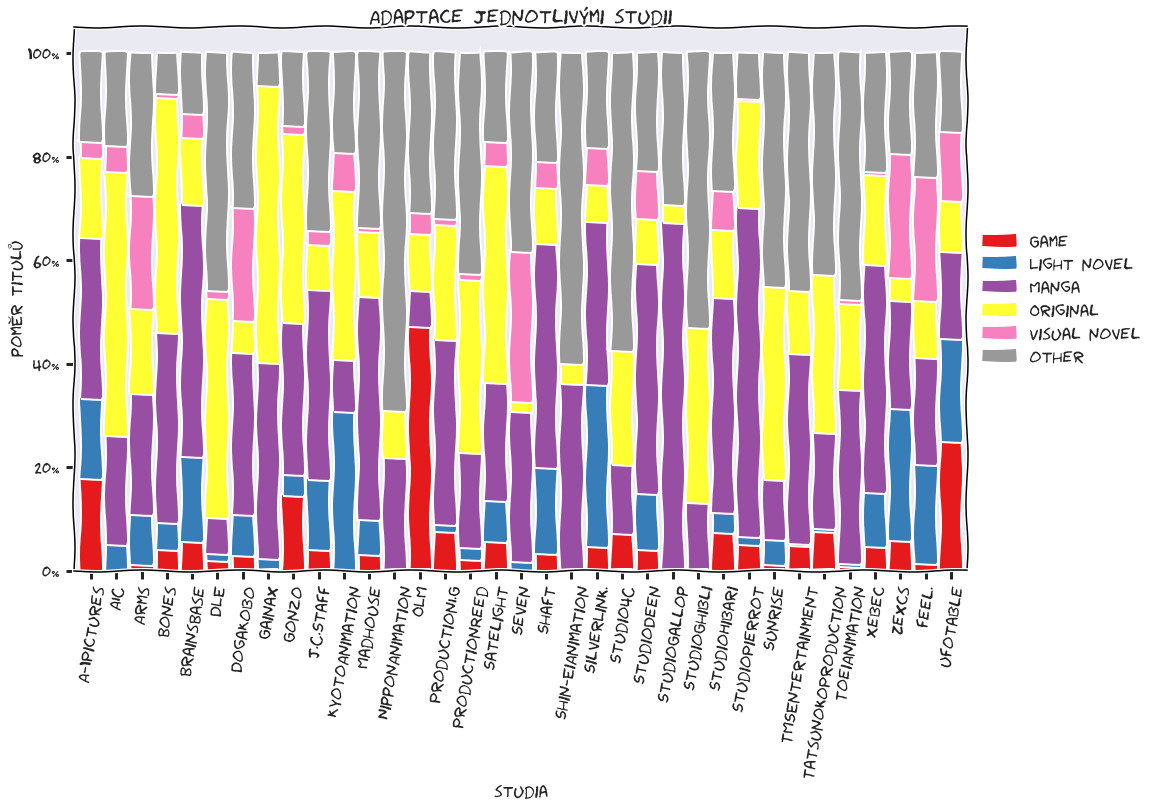 ADAPTACE JEDNOTLIVÝMI STUDII
POMĚR TITULŮ
100%
80%
60%
40%
20%
0%
A-1PICTURES
AIC
ARMS
BONES
BRAINSBASE
DLE
DOGAKOBO
GAINAX
GONZO
J.C.STAFF
KYOTOANIMATION
MADHOUSE
NIPPONANIMATION
OLM
PRODUCTIONI.G
PRODUCTIONREED
SATELIGHT
SEVEN
SHAFT
SHIN-EIANIMATION
SILVERLINK.
STUDIO4C
STUDIODEEN
STUDIOGALLOP
STUDIOGHIBLI
STUDIOHIBARI
STUDIOPIERROT
SUNRISE
TMSENTERTAINMENT
TATSUNOKOPRODUCTION
TOEIANIMATION
XEBEC
ZEXCS
FEEL.
UFOTABLE
STUDIA
GAME
LIGHT NOVEL
MANGA
ORIGINAL
VISUAL NOVEL
OTHER